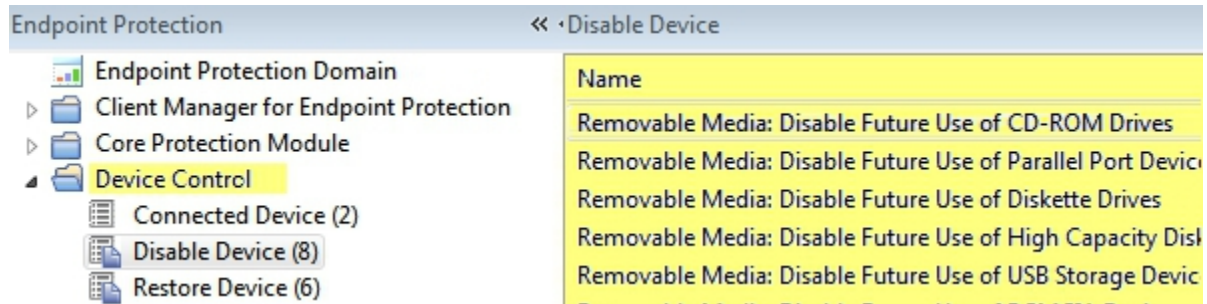 Endpoint Protection
Endpoint Protection Domain
Client Manager for Endpoint Protection
Core Protection Module
Device Control
Connected Device (2)
Disable Device (8)
Restore Device (6)
Disable Device
Name
Removable Media: Disable Future Use of CD-ROM Drives
Removable Media: Disable Future Use of Parallel Port Device
Removable Media: Disable Future Use of Diskette Drives
Removable Media: Disable Future Use of High Capacity Disk
Removable Media: Disable Future Use of USB Storage Devic